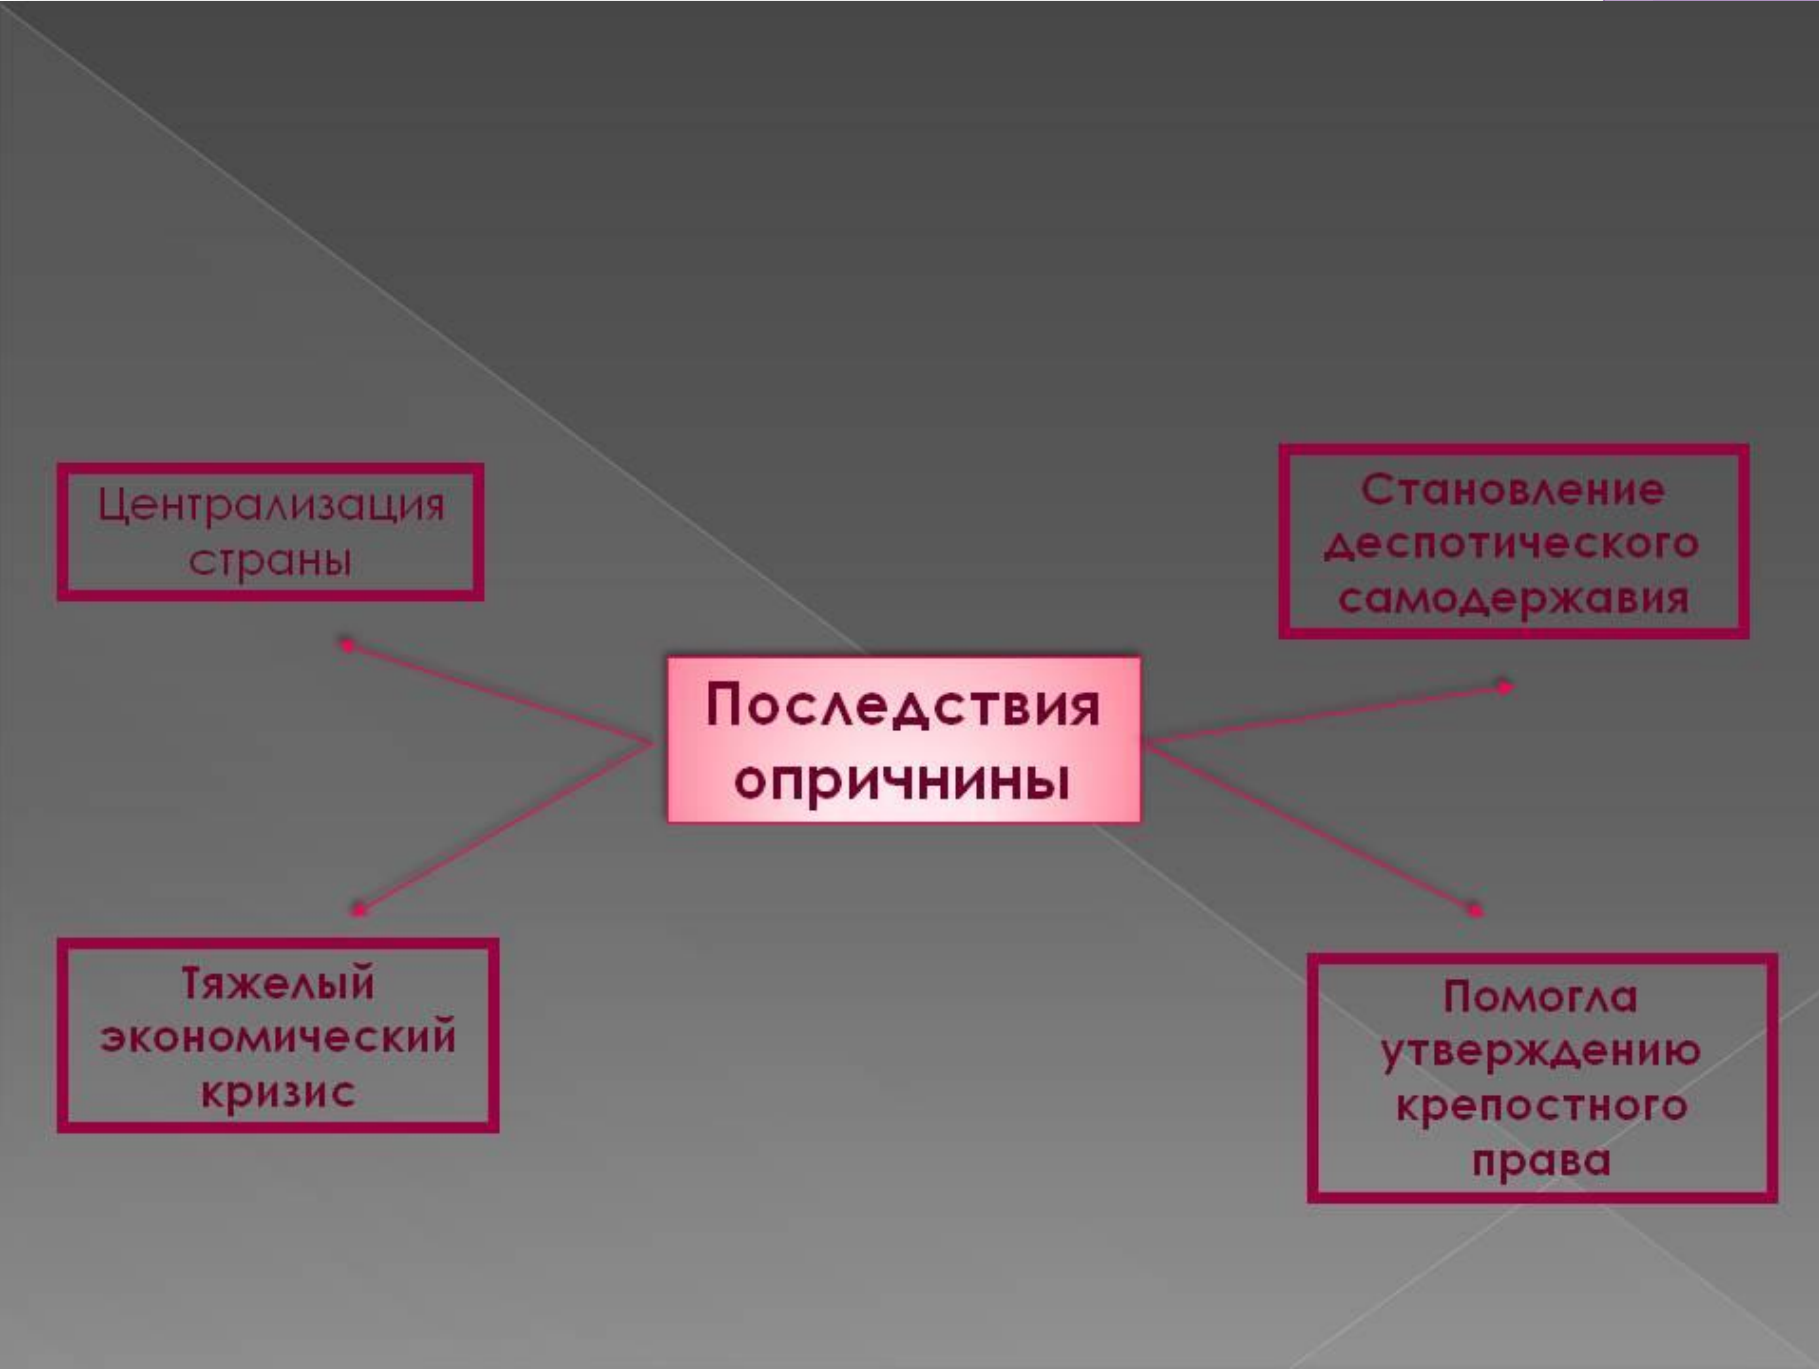 Централизация
страны
Становление
деспотического
самодержавия
Последствия
опричнины
Тяжелый
экономический
кризис
Помогла
утверждению
крепостного
права